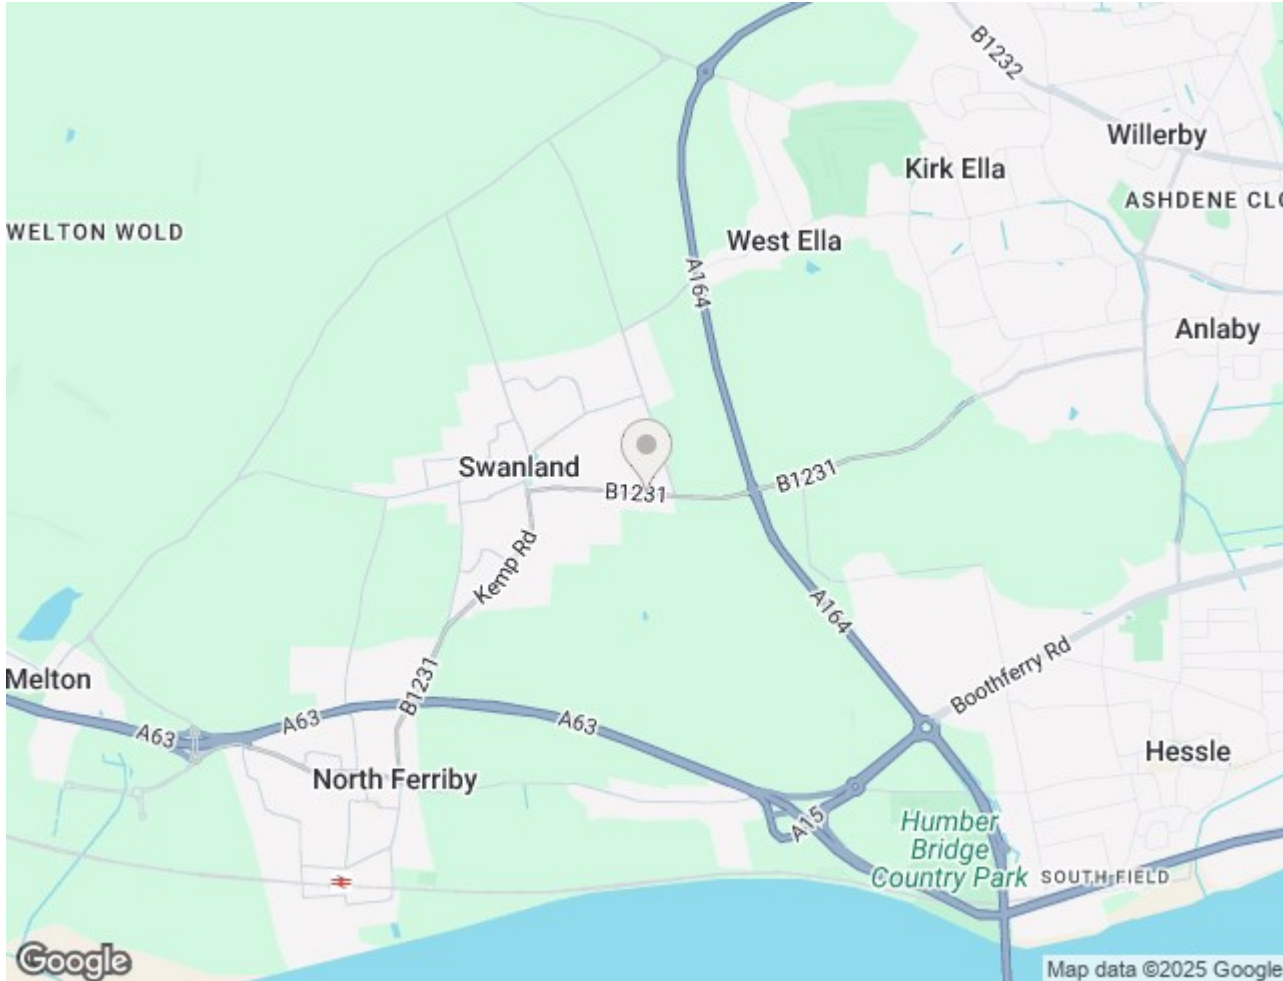 B1232
Willerby
Kirk Ella
ASHDENE CLO
WELTON WOLD
West Ella
A164
Anlaby
Swanland
B1231
B1231
Kemp Rd
A164
Boothferry Rd
Melton
B1231
A63
A63
A63
Hessle
North Ferriby
A15
Humber
Bridge
Country Park
SOUTH FIELD
Google
Map data ©2025 Google